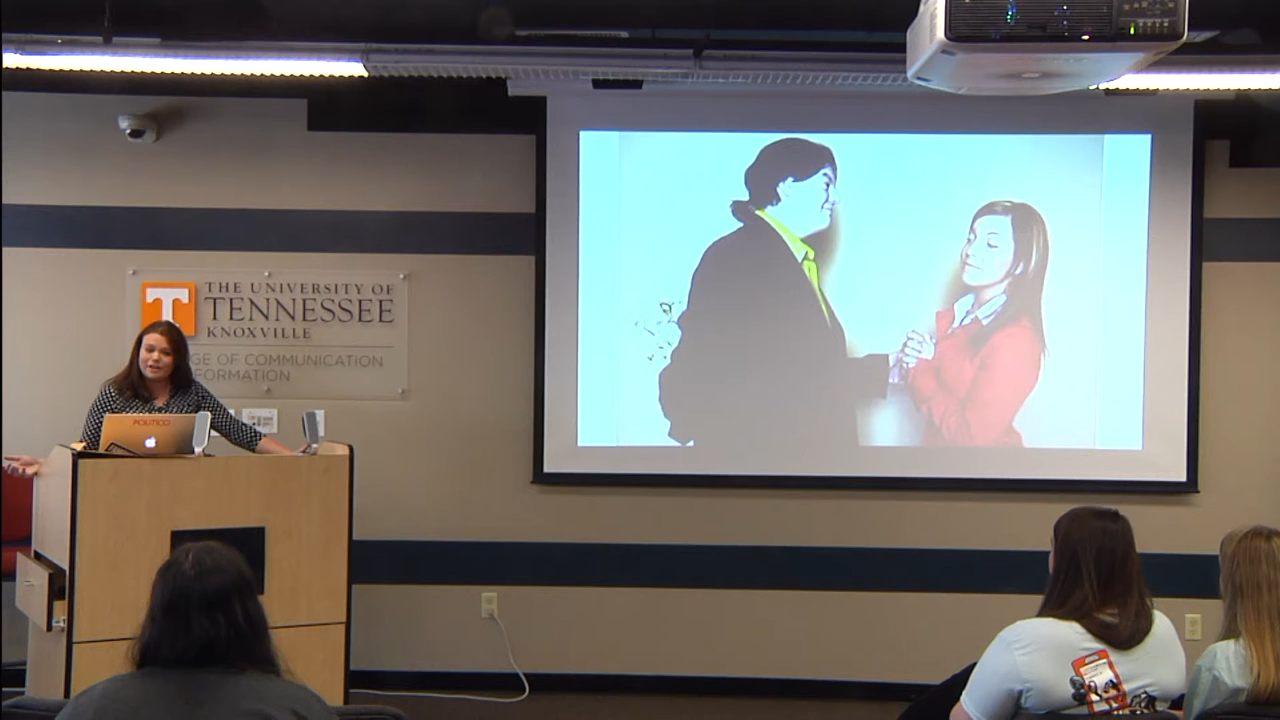 THE UNIVERSITY OF
TENNESSEE
KNOXVILLE
GE OF COMMUNICATION
FORMATION
POLITICO